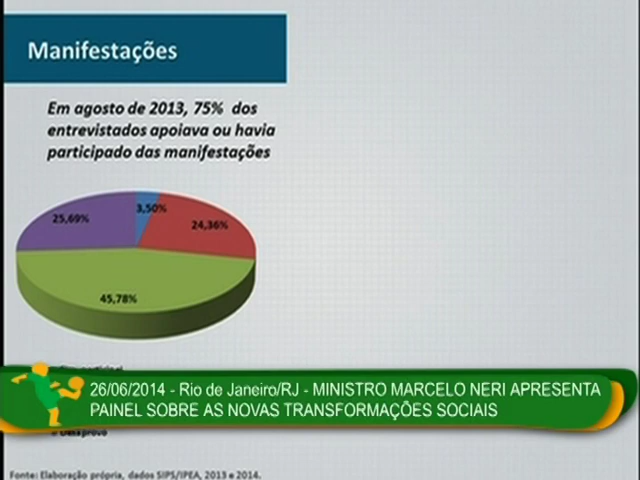 Manifestações
Em agosto de 2013, 75% dos
entrevistados apoiava ou havia
participado das manifestações
3,50%
25,69%
24,36%
45,78%
26/06/2014 - Rio de Janeiro/RJ - MINISTRO MARCELO NERI APRESENTA
PAINEL SOBRE AS NOVAS TRANSFORMAÇÕES SOCIAIS
Fonte: Elaboração própria, dados SIPS/IPEA, 2013 e 2014.